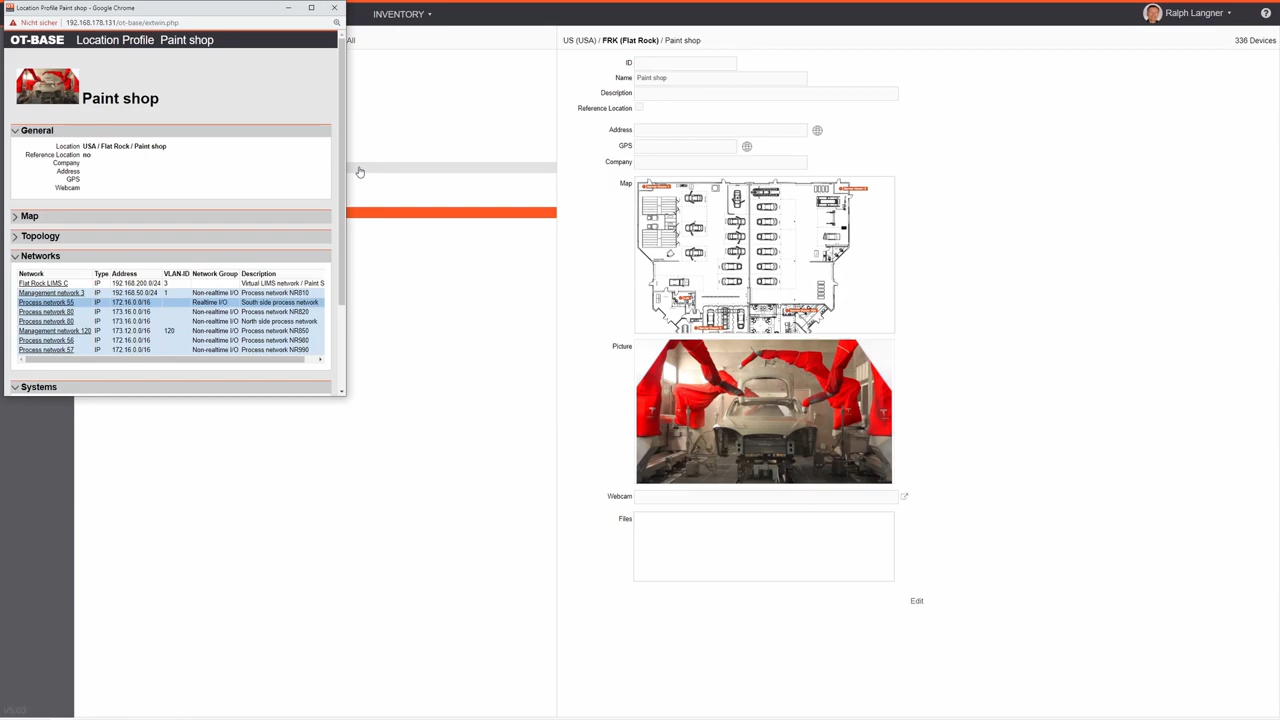 Location Profile Paint shop - Google Chrome
Nicht sicher 192.168.178.131/ot-base/extwin.php
OT-BASE Location Profile Paint shop
Paint shop
General
Location USA / Flat Rock / Paint shop
Reference Location no
Company
Address
GPS
Webcam
Map
Topology
Networks
Network Type Address VLAN-ID Network Group Description
Flat Rock LIMS C IP 192.168.200.0/24 3 Virtual LIMS network / Paint S
Management network 3 IP 192.168.50.0/24 1 Non-realtime I/O Process network NR810
Process network 55 IP 172.16.0.0/16 Realtime I/O South side process network
Process network 80 IP 173.16.0.0/16 Non-realtime I/O Process network NR820
Process network 80 IP 173.16.0.0/16 Non-realtime I/O North side process network
Management network 120 IP 173.12.0.0/16 120 Non-realtime I/O Process network NR850
Process network 56 IP 172.16.0.0/16 Non-realtime I/O Process network NR980
Process network 57 IP 172.16.0.0/16 Non-realtime I/O Process network NR990
Systems
V5.03
INVENTORY
All
Ralph Langner
US (USA) / FRK (Flat Rock) / Paint shop
336 Devices
ID
Name Paint shop
Description
Reference Location
Address
GPS
Company
Map
Picture
Webcam
Files
Edit